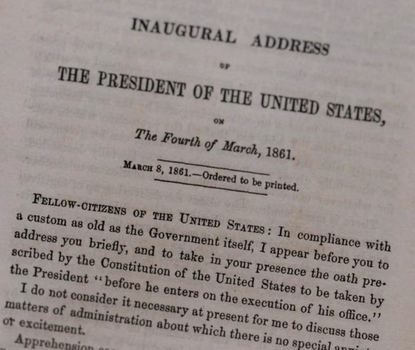 INAUGURAL ADDRESS
OF
THE PRESIDENT OF THE UNITED STATES,
ON
The Fourth of March, 1861.
MARCH 8, 1861.—Ordered to be printed.
FELLOW-CITIZENS OF THE UNITED STATES: In compliance with
a custom as old as the Government itself, I appear before you to
address you briefly, and to take in your presence the oath pre-
scribed by the Constitution of the United States to be taken by
the President "before he enters on the execution of his office."
I do not consider it necessary at present for me to discuss those
matters of administration about which there is no special
or excitement.
Apprehension